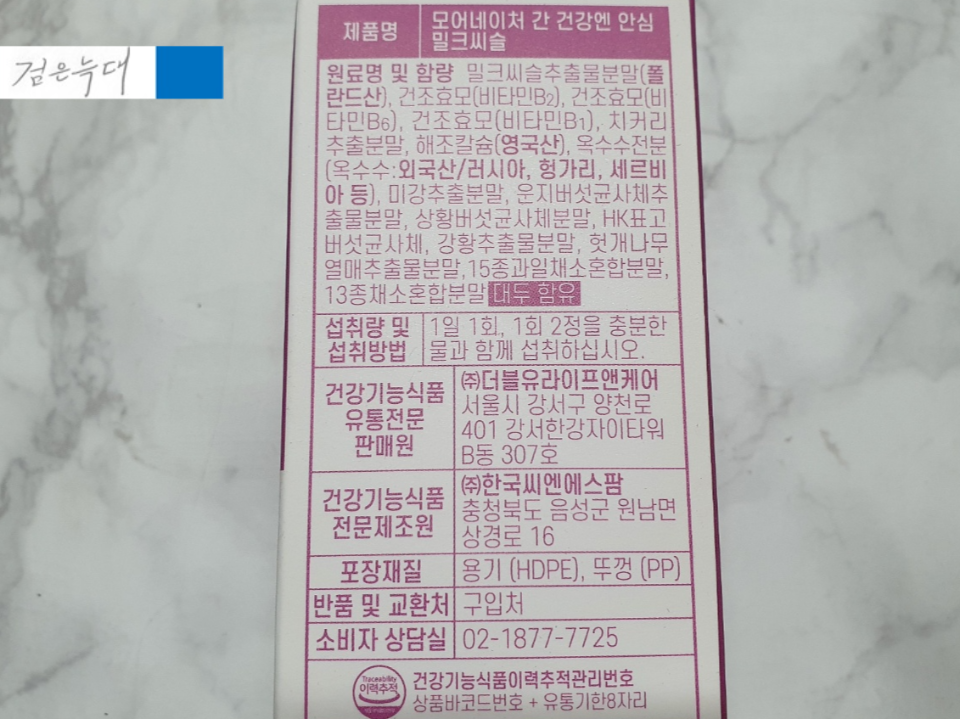 검은늑대
제품명
모어네이처 간 건강엔 안심
밀크씨슬
원료명 및 함량 밀크씨슬추출물분말(폴
란드산), 건조효모(비타민B₂), 건조효모(비
타민B₆), 건조효모(비타민B₁), 치커리
추출분말, 해조칼슘(영국산), 옥수수전분
(옥수수:외국산/러시아, 헝가리, 세르비
아 등), 미강추출분말, 운지버섯균사체추
출물분말, 상황버섯균사체분말, HK표고
버섯균사체, 강황추출물분말, 헛개나무
열매추출물분말,15종과일채소혼합분말,
13종채소혼합분말 대두 함유
섭취량 및
섭취방법
1일 1회, 1회 2정을 충분한
물과 함께 섭취하십시오.
건강기능식품
유통전문
판매원
㈜더블유라이프앤케어
서울시 강서구 양천로
401 강서한강자이타워
B동 307호
건강기능식품
전문제조원
㈜한국씨엔에스팜
충청북도 음성군 원남면
상경로 16
포장재질
용기 (HDPE), 뚜껑 (PP)
반품 및 교환처
구입처
소비자 상담실
02-1877-7725
Traceability
이력추적
건강기능식품이력추적관리번호
상품바코드번호 + 유통기한8자리